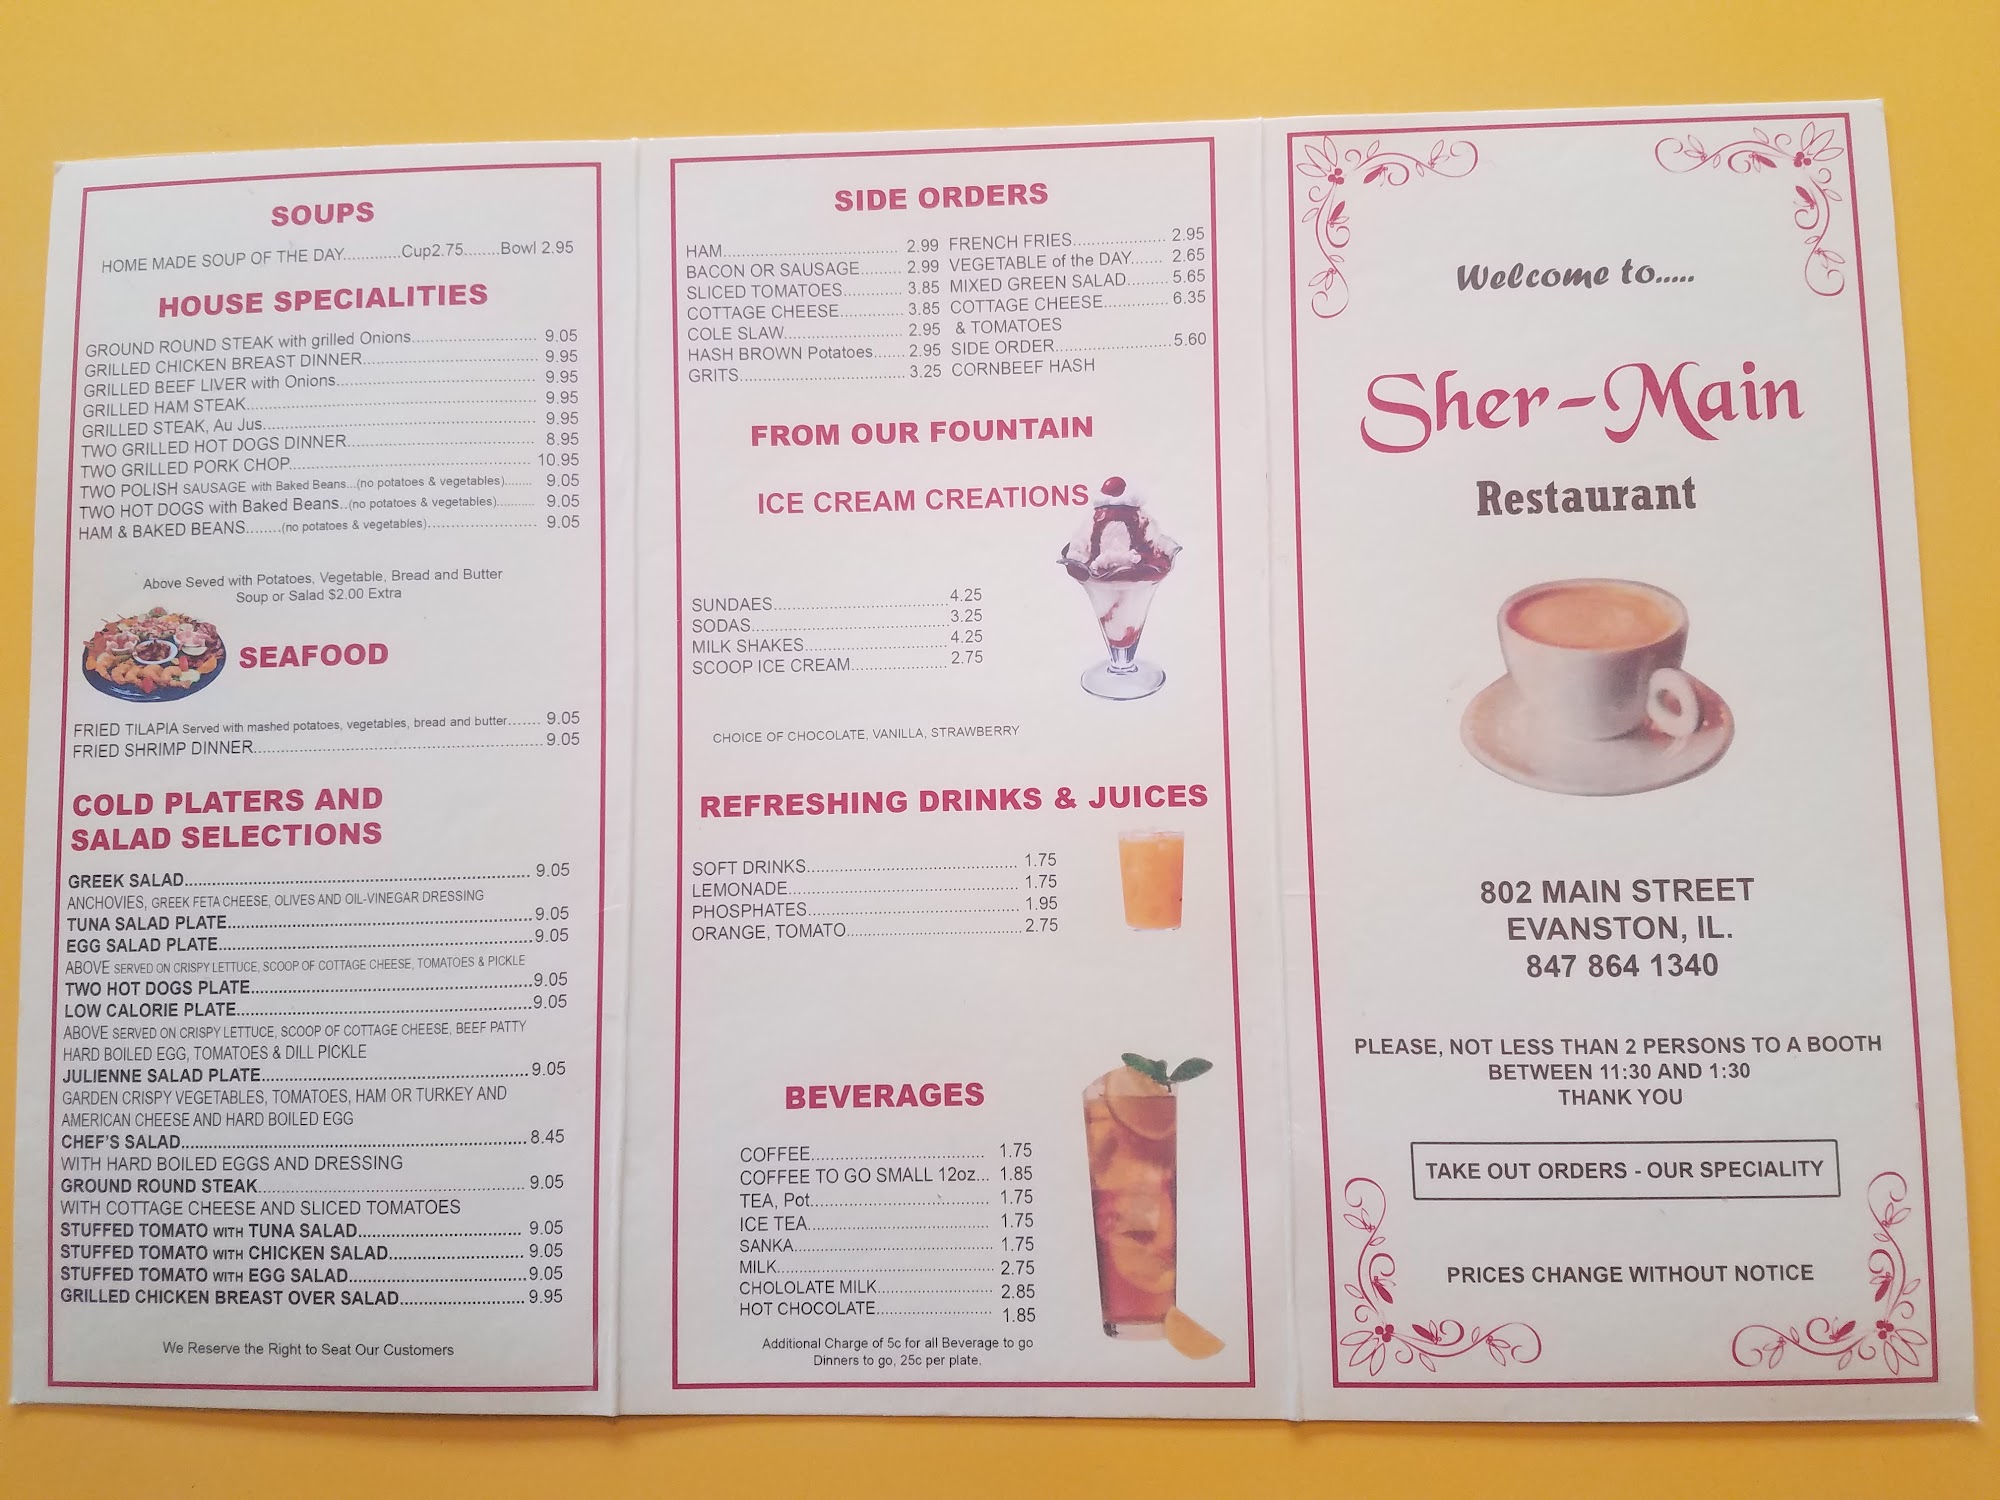 SOUPS
HOME MADE SOUP OF THE DAY.............Cup2.75........Bowl 2.95
HOUSE SPECIALITIES
GROUND ROUND STEAK with grilled Onions............................ 9.05
GRILLED CHICKEN BREAST DINNER....................................... 9.95
GRILLED BEEF LIVER with Onions............................................. 9.95
GRILLED HAM STEAK................................................................. 9.95
GRILLED STEAK, Au Jus.............................................................. 9.95
TWO GRILLED HOT DOGS DINNER.......................................... 8.95
TWO GRILLED PORK CHOP...................................................... 10.95
TWO POLISH SAUSAGE with Baked Beans...(no potatoes & vegetables)........ 9.05
TWO HOT DOGS with Baked Beans..(no potatoes & vegetables)........... 9.05
HAM & BAKED BEANS........(no potatoes & vegetables)......................... 9.05
Above Seved with Potatoes, Vegetable, Bread and Butter
Soup or Salad $2.00 Extra
SEAFOOD
FRIED TILAPIA Served with mashed potatoes, vegetables, bread and butter....... 9.05
FRIED SHRIMP DINNER................................................................ 9.05
COLD PLATERS AND
SALAD SELECTIONS
GREEK SALAD........................................................................ 9.05
ANCHOVIES, GREEK FETA CHEESE, OLIVES AND OIL-VINEGAR DRESSING
TUNA SALAD PLATE................................................................9.05
EGG SALAD PLATE..................................................................9.05
ABOVE SERVED ON CRISPY LETTUCE, SCOOP OF COTTAGE CHEESE, TOMATOES & PICKLE
TWO HOT DOGS PLATE...........................................................9.05
LOW CALORIE PLATE..............................................................9.05
ABOVE SERVED ON CRISPY LETTUCE, SCOOP OF COTTAGE CHEESE, BEEF PATTY
HARD BOILED EGG, TOMATOES & DILL PICKLE
JULIENNE SALAD PLATE.........................................................9.05
GARDEN CRISPY VEGETABLES, TOMATOES, HAM OR TURKEY AND
AMERICAN CHEESE AND HARD BOILED EGG
CHEF'S SALAD..........................................................................8.45
WITH HARD BOILED EGGS AND DRESSING
GROUND ROUND STEAK........................................................ 9.05
WITH COTTAGE CHEESE AND SLICED TOMATOES
STUFFED TOMATO WITH TUNA SALAD.................................. 9.05
STUFFED TOMATO WITH CHICKEN SALAD............................ 9.05
STUFFED TOMATO WITH EGG SALAD.....................................9.05
GRILLED CHICKEN BREAST OVER SALAD......................... 9.95
We Reserve the Right to Seat Our Customers
SIDE ORDERS
HAM........................................ 2.99
BACON OR SAUSAGE......... 2.99
SLICED TOMATOES............. 3.85
COTTAGE CHEESE.............. 3.85
COLE SLAW........................... 2.95
HASH BROWN Potatoes....... 2.95
GRITS...................................... 3.25
FRENCH FRIES..................... 2.95
VEGETABLE of the DAY....... 2.65
MIXED GREEN SALAD......... 5.65
COTTAGE CHEESE.............. 6.35
& TOMATOES
SIDE ORDER..........................5.60
CORNBEEF HASH
FROM OUR FOUNTAIN
ICE CREAM CREATIONS
SUNDAES.......................................4.25
SODAS............................................3.25
MILK SHAKES................................4.25
SCOOP ICE CREAM......................2.75
CHOICE OF CHOCOLATE, VANILLA, STRAWBERRY
REFRESHING DRINKS & JUICES
SOFT DRINKS................................................ 1.75
LEMONADE.................................................... 1.75
PHOSPHATES................................................ 1.95
ORANGE, TOMATO........................................ 2.75
BEVERAGES
COFFEE....................................... 1.75
COFFEE TO GO SMALL 12oz... 1.85
TEA, Pot........................................ 1.75
ICE TEA......................................... 1.75
SANKA............................................ 1.75
MILK................................................ 2.75
CHOLOLATE MILK.......................... 2.85
HOT CHOCOLATE.......................... 1.85
Additional Charge of 5c for all Beverage to go
Dinners to go, 25c per plate.
Welcome to.....
Sher-Main
Restaurant
802 MAIN STREET
EVANSTON, IL.
847 864 1340
PLEASE, NOT LESS THAN 2 PERSONS TO A BOOTH
BETWEEN 11:30 AND 1:30
THANK YOU
TAKE OUT ORDERS - OUR SPECIALITY
PRICES CHANGE WITHOUT NOTICE